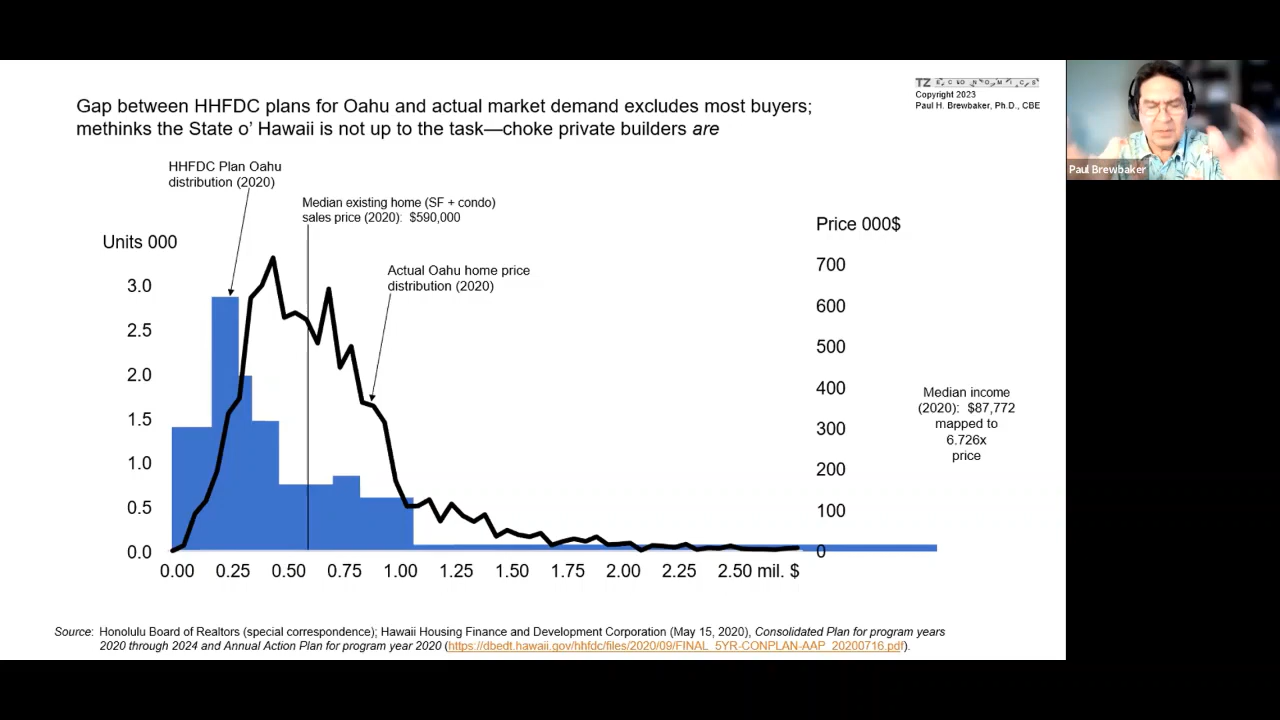 Gap between HHFDC plans for Oahu and actual market demand excludes most buyers;
methinks the State o' Hawaii is not up to the task—choke private builders are
TZ ECONOMICS
Copyright 2023
Paul H. Brewbaker, Ph.D., CBE
Paul Brewbaker
HHFDC Plan Oahu
distribution (2020)
Median existing home (SF + condo)
sales price (2020): $590,000
Actual Oahu home price
distribution (2020)
Units 000
3.0
2.5
2.0
1.5
1.0
0.5
0.0
Price 000$
700
600
500
400
300
200
100
0
Median income
(2020): $87,772
mapped to
6.726x
price
0.00 0.25 0.50 0.75 1.00 1.25 1.50 1.75 2.00 2.25 2.50 mil. $
Source: Honolulu Board of Realtors (special correspondence); Hawaii Housing Finance and Development Corporation (May 15, 2020), Consolidated Plan for program years
2020 through 2024 and Annual Action Plan for program year 2020 (https://dbedt.hawaii.gov/hhfdc/files/2020/09/FINAL_5YR-CONPLAN-AAP_20200716.pdf).